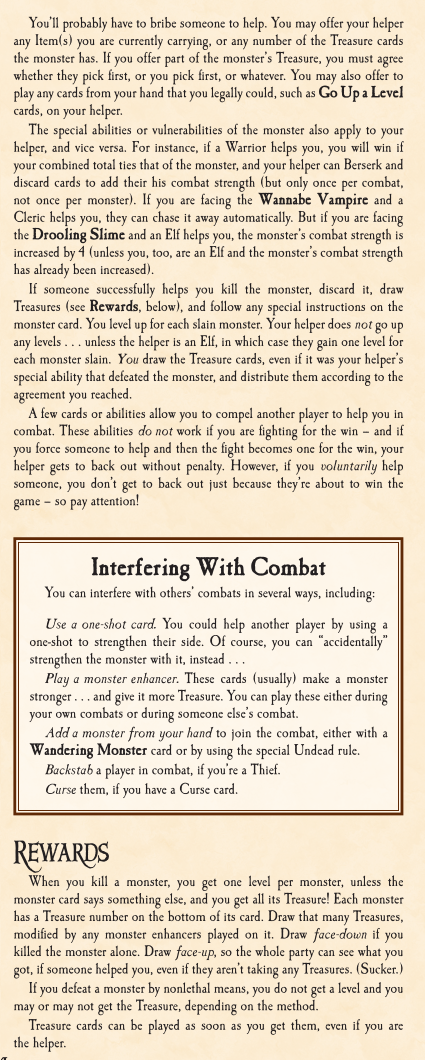 You'll probably have to bribe someone to help. You may offer your helper
any Item(s) you are currently carrying, or any number of the Treasure cards
the monster has. If you offer part of the monster's Treasure, you must agree
whether they pick first, or you pick first, or whatever. You may also offer to
play any cards from your hand that you legally could, such as Go Up a Level
cards, on your helper.
The special abilities or vulnerabilities of the monster also apply to your
helper, and vice versa. For instance, if a Warrior helps you, you will win if
your combined total ties that of the monster, and your helper can Berserk and
discard cards to add their his combat strength (but only once per combat,
not once per monster). If you are facing the Wannabe Vampire and a
Cleric helps you, they can chase it away automatically. But if you are facing
the Drooling Slime and an Elf helps you, the monster's combat strength is
increased by 4 (unless you, too, are an Elf and the monster's combat strength
has already been increased).
If someone successfully helps you kill the monster, discard it, draw
Treasures (see Rewards, below), and follow any special instructions on the
monster card. You level up for each slain monster. Your helper does not go up
any levels . . . unless the helper is an Elf, in which case they gain one level for
each monster slain. You draw the Treasure cards, even if it was your helper's
special ability that defeated the monster, and distribute them according to the
agreement you reached.
A few cards or abilities allow you to compel another player to help you in
combat. These abilities do not work if you are fighting for the win – and if
you force someone to help and then the fight becomes one for the win, your
helper gets to back out without penalty. However, if you voluntarily help
someone, you don't get to back out just because they're about to win the
game – so pay attention!
Interfering With Combat
You can interfere with others' combats in several ways, including:
Use a one-shot card. You could help another player by using a
one-shot to strengthen their side. Of course, you can "accidentally"
strengthen the monster with it, instead . . .
Play a monster enhancer. These cards (usually) make a monster
stronger . . . and give it more Treasure. You can play these either during
your own combats or during someone else's combat.
Add a monster from your hand to join the combat, either with a
Wandering Monster card or by using the special Undead rule.
Backstab a player in combat, if you're a Thief.
Curse them, if you have a Curse card.
REWARDS
When you kill a monster, you get one level per monster, unless the
monster card says something else, and you get all its Treasure! Each monster
has a Treasure number on the bottom of its card. Draw that many Treasures,
modified by any monster enhancers played on it. Draw face-down if you
killed the monster alone. Draw face-up, so the whole party can see what you
got, if someone helped you, even if they aren't taking any Treasures. (Sucker.)
If you defeat a monster by nonlethal means, you do not get a level and you
may or may not get the Treasure, depending on the method.
Treasure cards can be played as soon as you get them, even if you are
the helper.